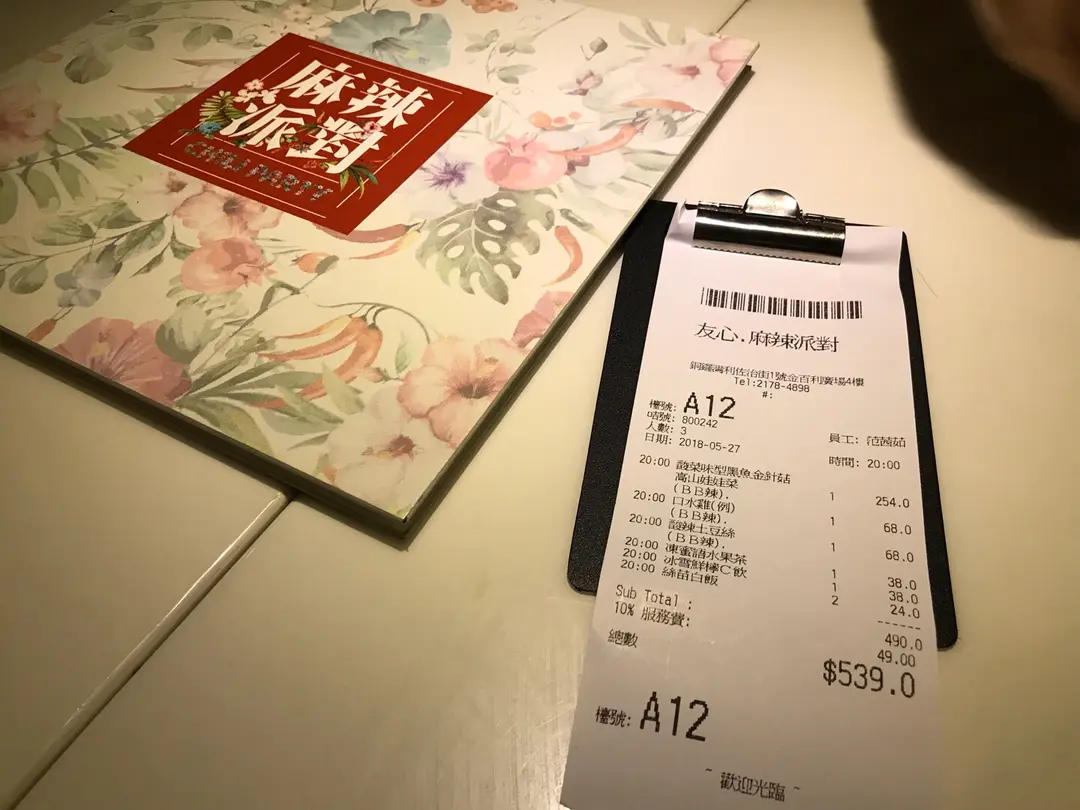 麻辣
派對
CHILI PARTY
友心.麻辣派對
銅鑼灣利佐治街1號金百利廣場4樓
Tel:2178-4898
#:
檯號: A12
咭號: 800242
人數: 3 員工: 范茜茹
日期: 2018-05-27 時間: 20:00
20:00 酸菜味型黑魚金針菇 1 254.0
高山娃娃菜
(BB辣).
20:00 口水雞(例) 1 68.0
(BB辣).
20:00 酸辣土豆絲 1 68.0
(BB辣).
20:00 凍蜜語水果茶 1 38.0
20:00 冰雪鮮檸C飲 1 38.0
20:00 絲苗白飯 2 24.0
------
Sub Total : 490.0
10% 服務費: 49.00
總數 $539.0
檯號: A12
~ 歡迎光臨 ~